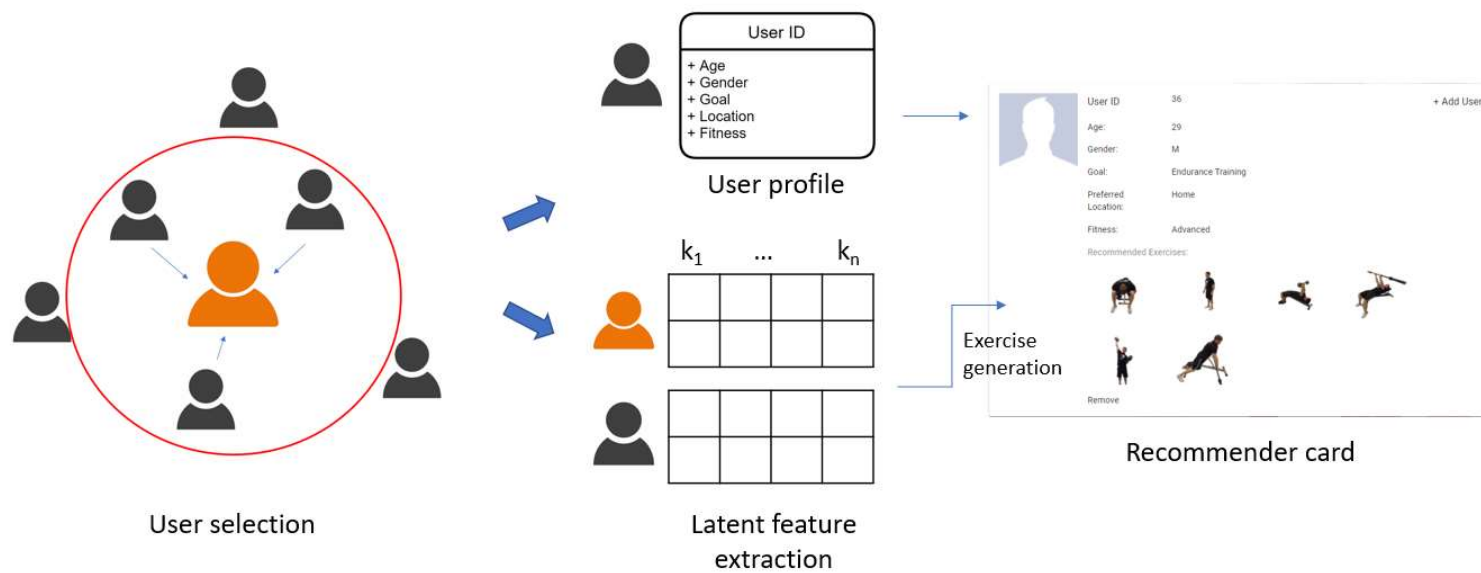 User selection
User ID
+ Age
+ Gender
+ Goal
+ Location
+ Fitness
User profile
k1 ... kn
Latent feature
extraction
Exercise
generation
User ID 36 + Add User
Age: 29
Gender: M
Goal: Endurance Training
Preferred Home
Location:
Fitness: Advanced
Recommended Exercises:
Remove
Recommender card